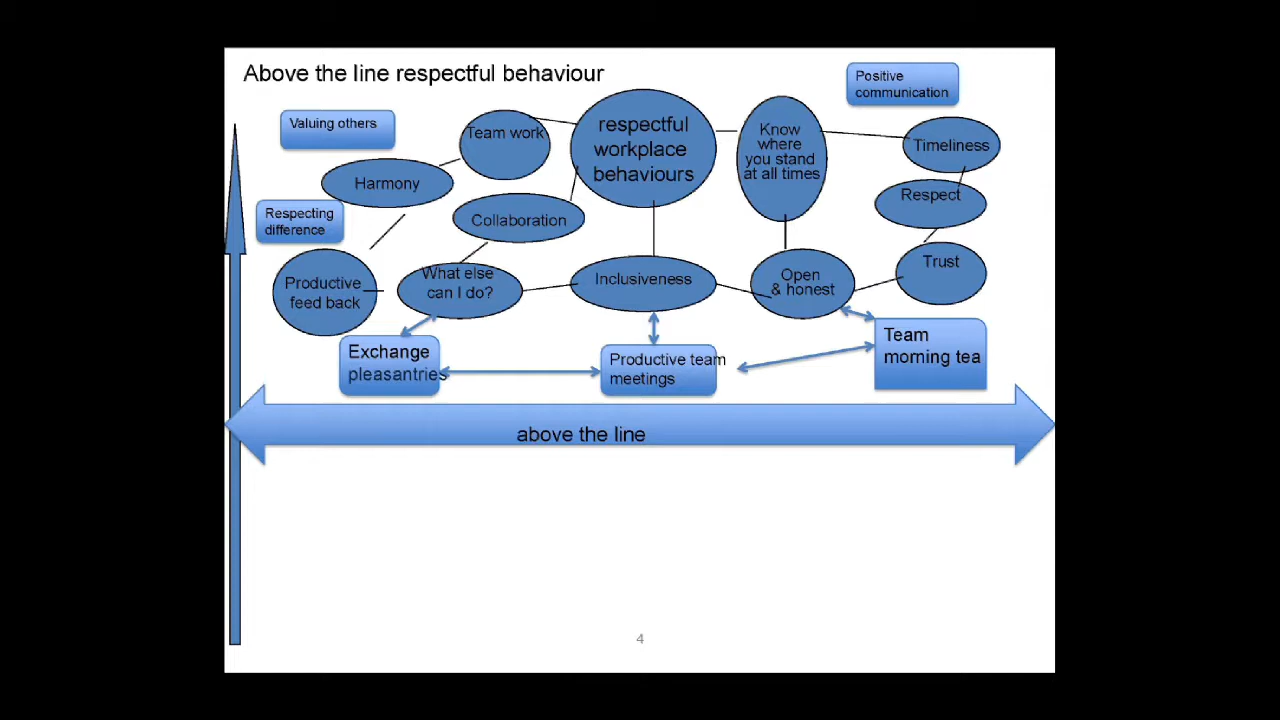 Above the line respectful behaviour
Positive
communication
Valuing others
Team work
respectful
workplace
behaviours
Know
where
you stand
at all times
Timeliness
Harmony
Respect
Respecting
difference
Collaboration
Trust
Productive
feed back
What else
can I do?
Inclusiveness
Open
& honest
Exchange
pleasantries
Productive team
meetings
Team
morning tea
above the line
4